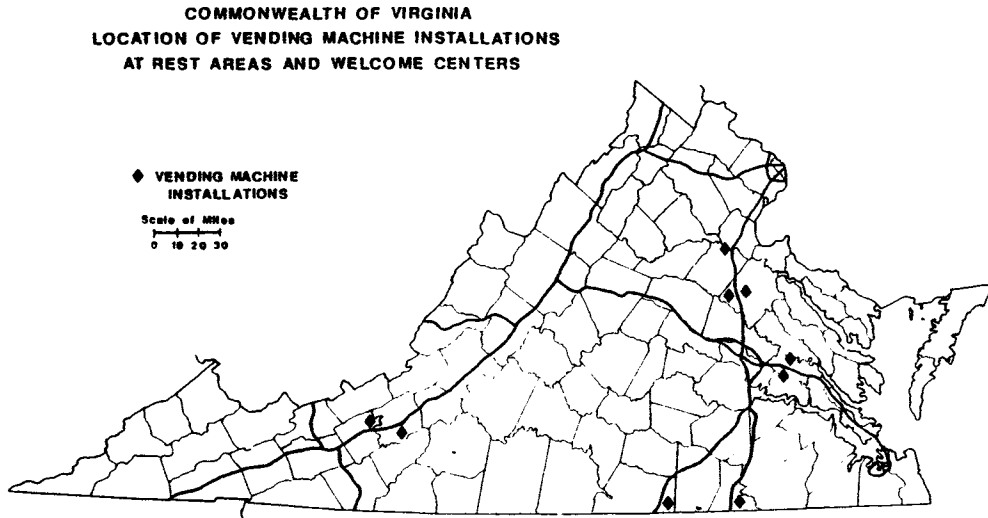 COMMONWEALTH OF VIRGINIA
LOCATION OF VENDING MACHINE INSTALLATIONS
AT REST AREAS AND WELCOME CENTERS
VENDING MACHINE
INSTALLATIONS
Scale of Miles
0 10 20 30